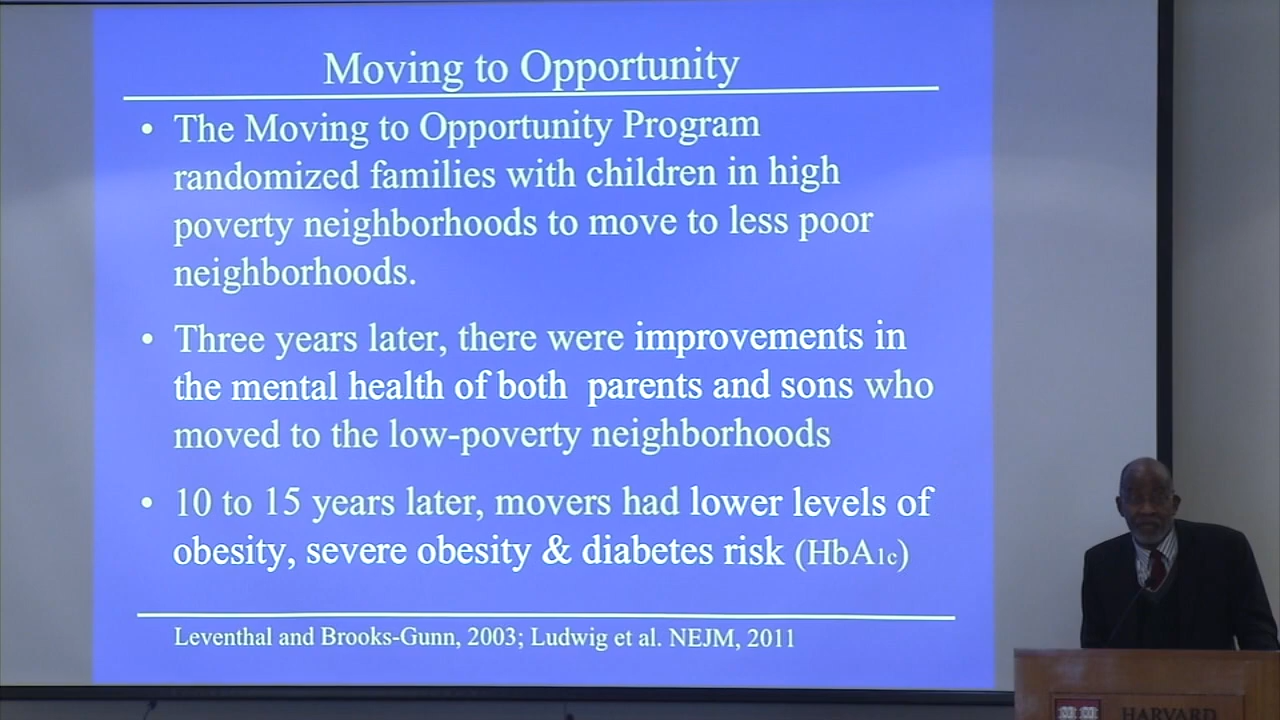 Moving to Opportunity
• The Moving to Opportunity Program
randomized families with children in high
poverty neighborhoods to move to less poor
neighborhoods.
• Three years later, there were improvements in
the mental health of both parents and sons who
moved to the low-poverty neighborhoods
• 10 to 15 years later, movers had lower levels of
obesity, severe obesity & diabetes risk (HbA1c)
Leventhal and Brooks-Gunn, 2003; Ludwig et al. NEJM, 2011
HARVARD